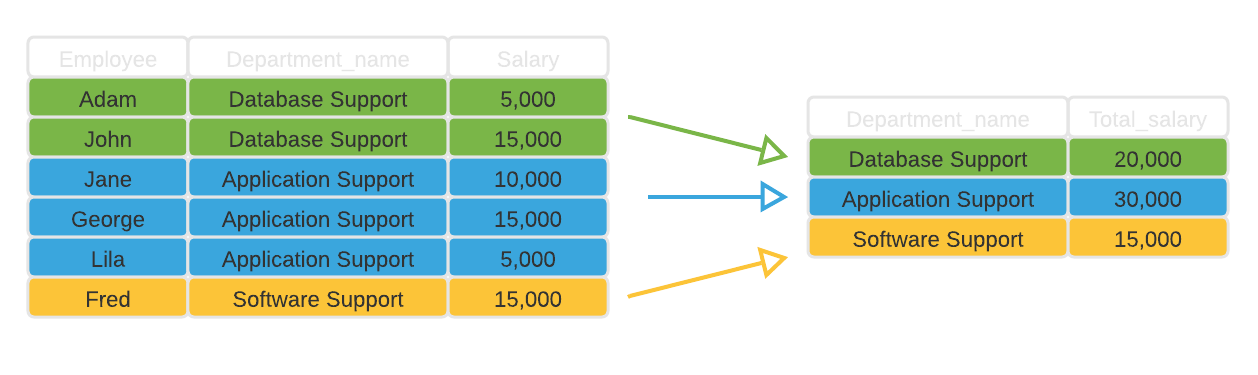 Employee Department_name Salary
Adam Database Support 5,000
John Database Support 15,000
Jane Application Support 10,000
George Application Support 15,000
Lila Application Support 5,000
Fred Software Support 15,000
Department_name Total_salary
Database Support 20,000
Application Support 30,000
Software Support 15,000